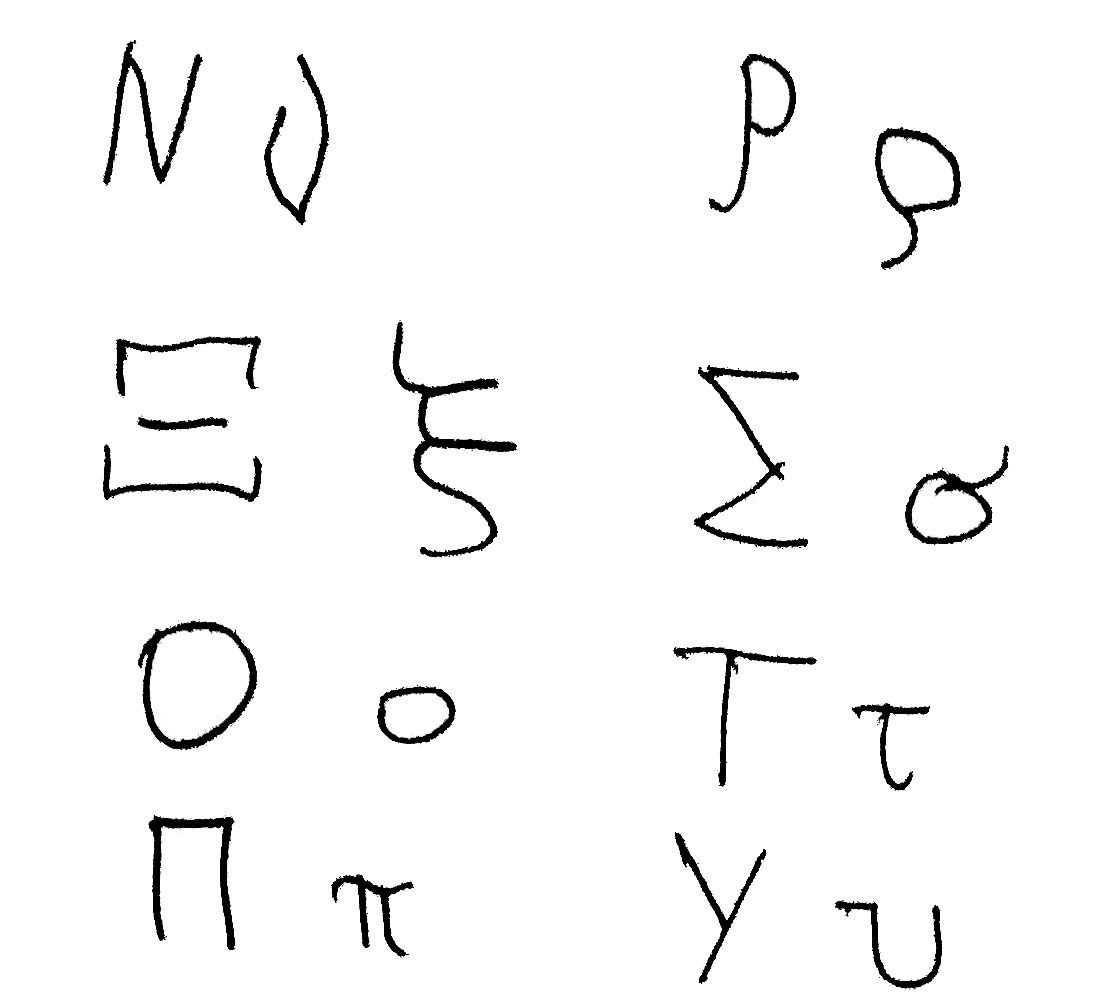 Ν ν Ρ ρ
Ξ ξ Σ σ
Ο ο Τ τ
Π π Υ υ